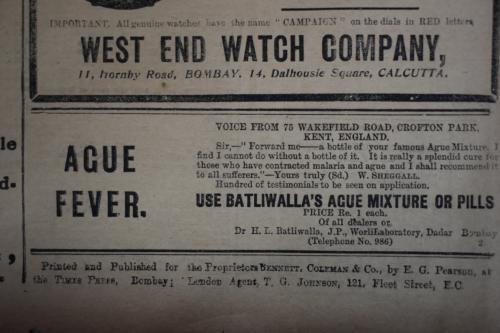 IMPORTANT. All genuine watches have the name "CAMPAIGN" on the dials in RED letters
WEST END WATCH COMPANY,
11, Hornby Road, BOMBAY. 14, Dalhousie Square, CALCUTTA.
AGUE
FEVER.
VOICE FROM 75 WAKEFIELD ROAD, CROFTON PARK,
KENT, ENGLAND.
Sir,—"Forward me—a bottle of your famous Ague Mixture. I
find I cannot do without a bottle of it. It is really a splendid cure for
those who have contracted malaria and ague and I shall recommend it
to all sufferers."—Yours truly (Sd.) W. SHEGGALL.
Hundred of testimonials to be seen on application.
USE BATLIWALLA'S AGUE MIXTURE OR PILLS
PRICE Re. 1 each.
Of all dealers or.
Dr H. L. Batliwalla, J.P., Worli Laboratory, Dadar Bombay
(Telephone No. 986) 2
Printed and Published for the Proprietors BENNETT, COLEMAN & Co., by E. G. Pearson, at
the TIMES PRESS, Bombay; London Agent, T. G. JOHNSON, 121, Fleet Street, E.C.